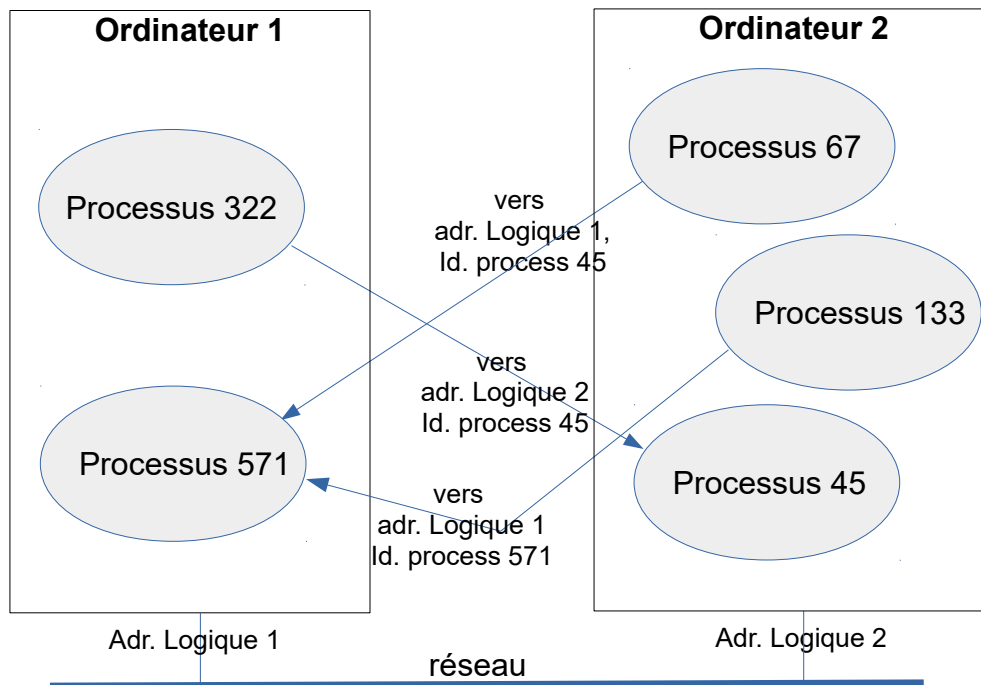 Ordinateur 1
Ordinateur 2
Processus 67
Processus 322
vers
adr. Logique 1,
Id. process 45
Processus 133
vers
adr. Logique 2
Id. process 45
Processus 571
Processus 45
vers
adr. Logique 1
Id. process 571
Adr. Logique 1
Adr. Logique 2
réseau